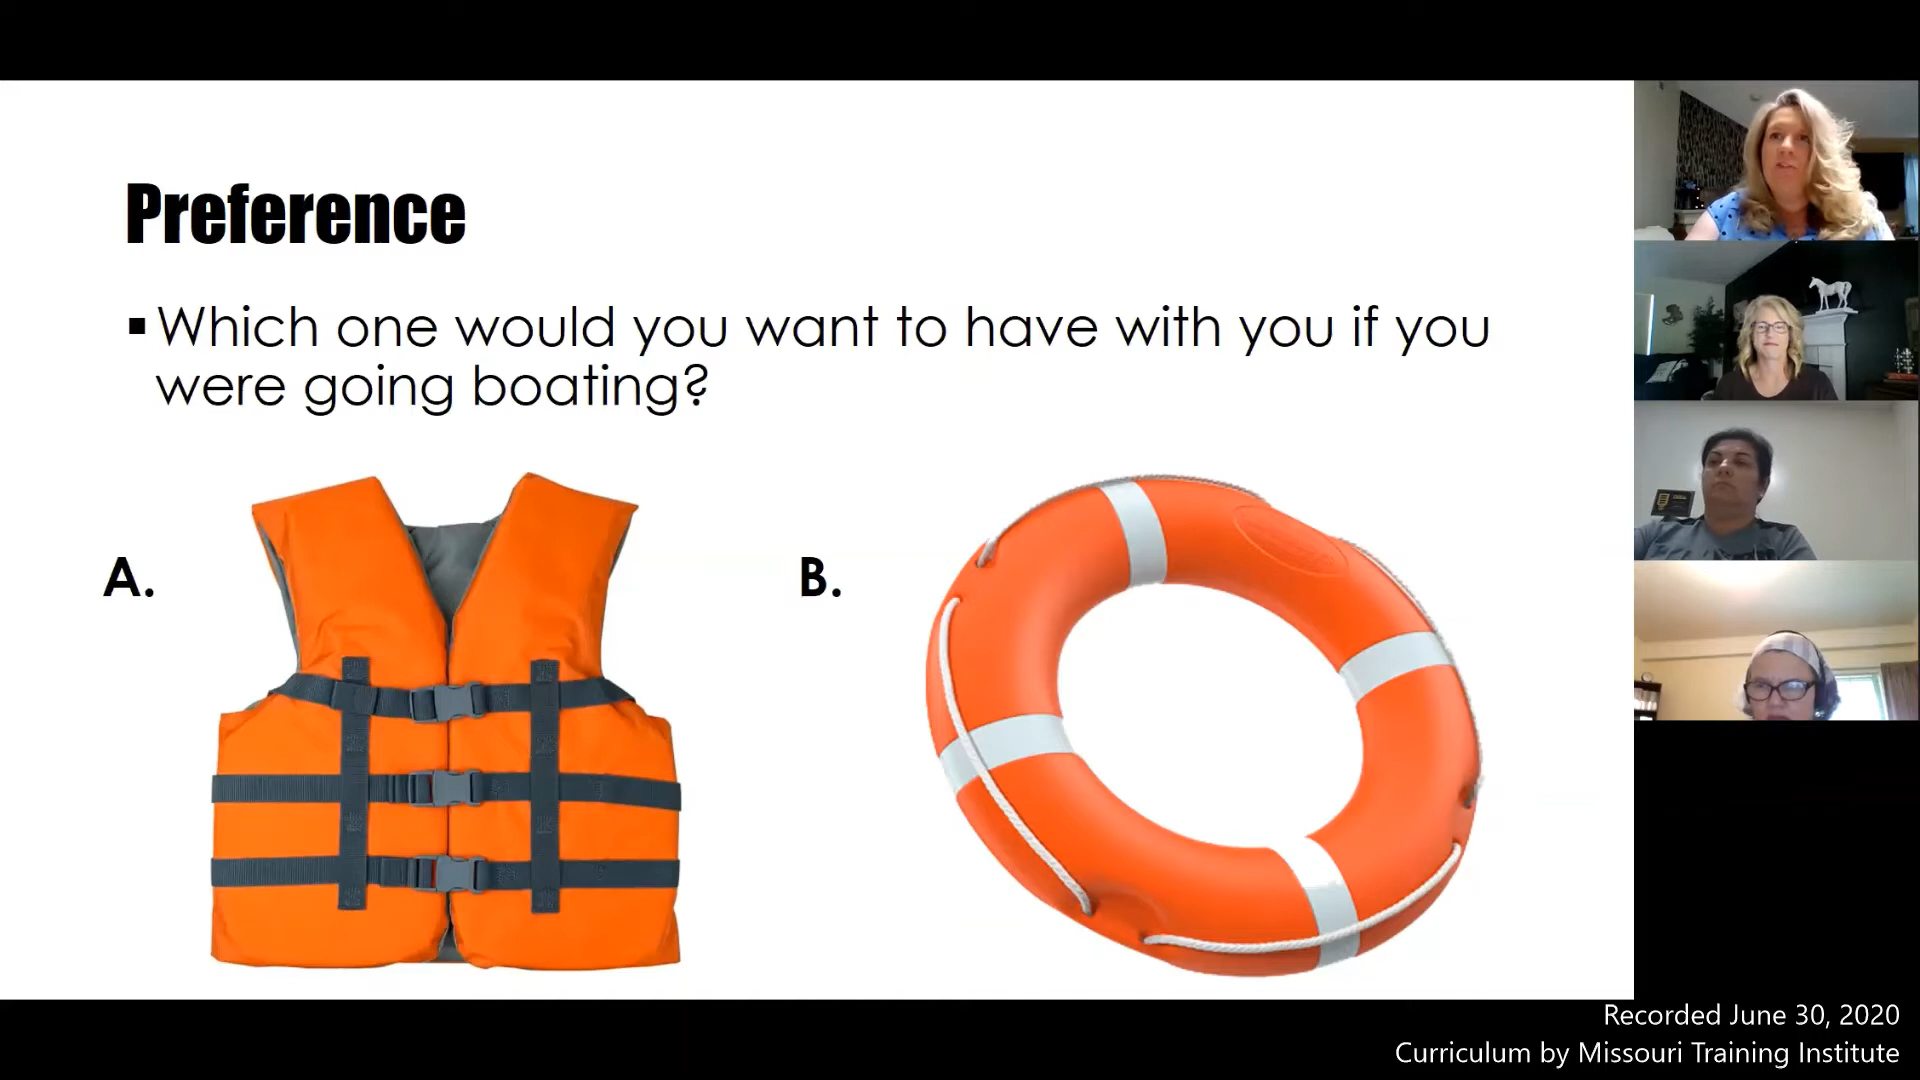 Preference
▪ Which one would you want to have with you if you
were going boating?
A.
B.
Recorded June 30, 2020
Curriculum by Missouri Training Institute